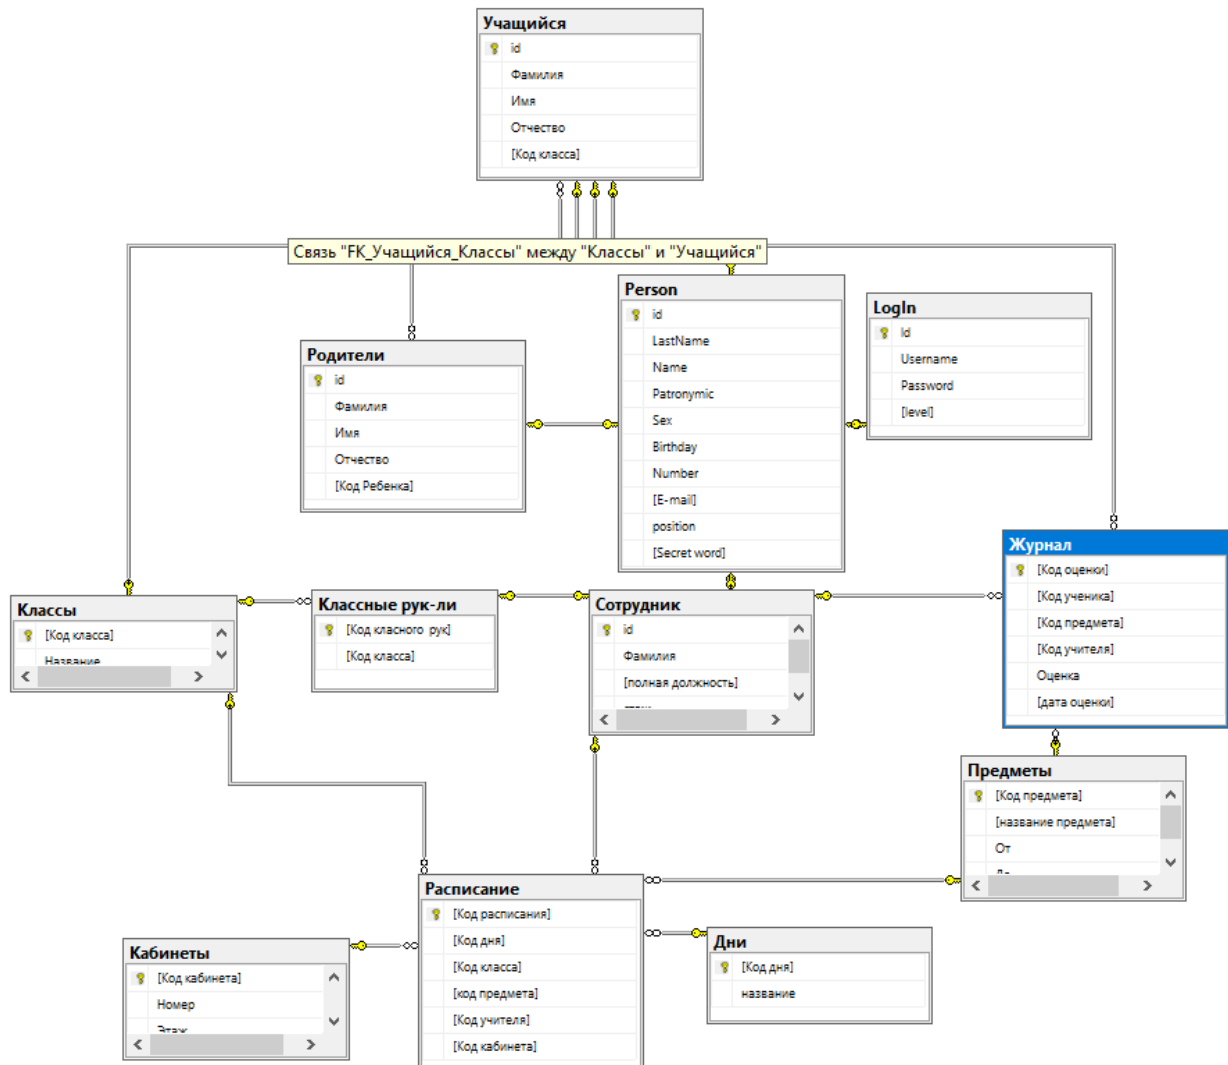 Учащийся
id
Фамилия
Имя
Отчество
[Код класса]
Связь "FK_Учащийся_Классы" между "Классы" и "Учащийся"
Person
id
LastName
Name
Patronymic
Sex
Birthday
Number
[E-mail]
position
[Secret word]
LogIn
Id
Username
Password
[level]
Родители
id
Фамилия
Имя
Отчество
[Код Ребенка]
Журнал
[Код оценки]
[Код ученика]
[Код предмета]
[Код учителя]
Оценка
[дата оценки]
Классы
[Код класса]
Название
Классные рук-ли
[Код класного рук]
[Код класса]
Сотрудник
id
Фамилия
[полная должность]
Предметы
[Код предмета]
[название предмета]
От
Расписание
[Код расписания]
[Код дня]
[Код класса]
[код предмета]
[Код учителя]
[Код кабинета]
Кабинеты
[Код кабинета]
Номер
Этаж
Дни
[Код дня]
название